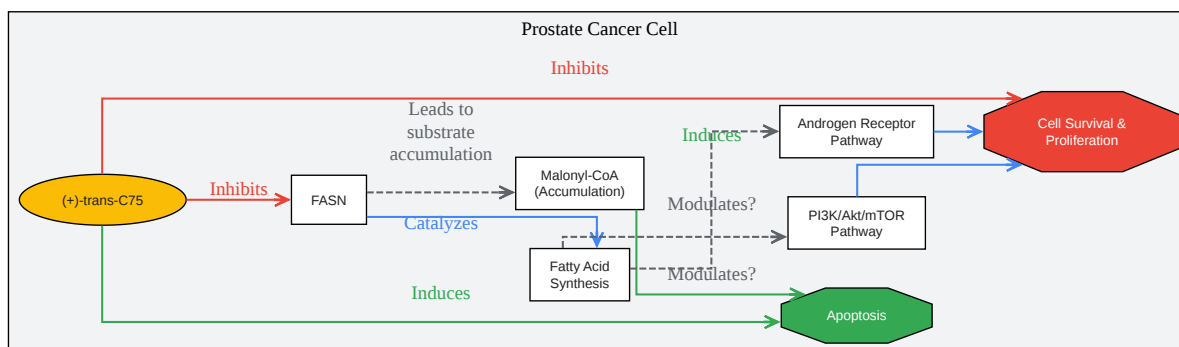 Prostate Cancer Cell
Inhibits
Leads to
substrate
accumulation
Induces
Androgen Receptor
Pathway
Cell Survival &
Proliferation
(+)-trans-C75
Inhibits
FASN
Malonyl-CoA
(Accumulation)
Catalyzes
Modulates?
PI3K/Akt/mTOR
Pathway
Fatty Acid
Synthesis
Modulates?
Induces
Apoptosis